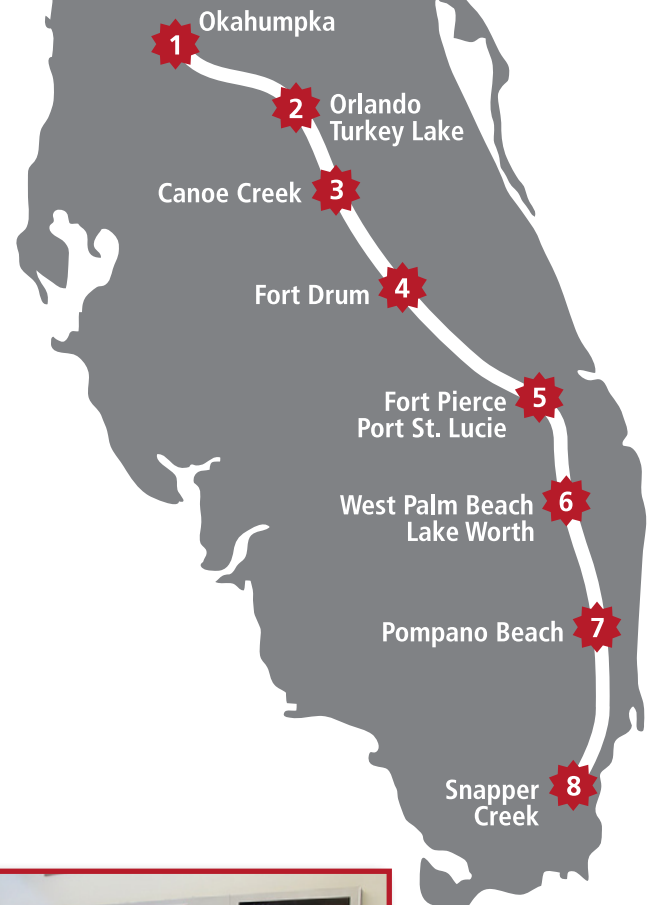 Okahumpka
1
2
Orlando
Turkey Lake
Canoe Creek
3
Fort Drum
4
Fort Pierce
Port St. Lucie
5
West Palm Beach
Lake Worth
6
Pompano Beach
7
Snapper
Creek
8